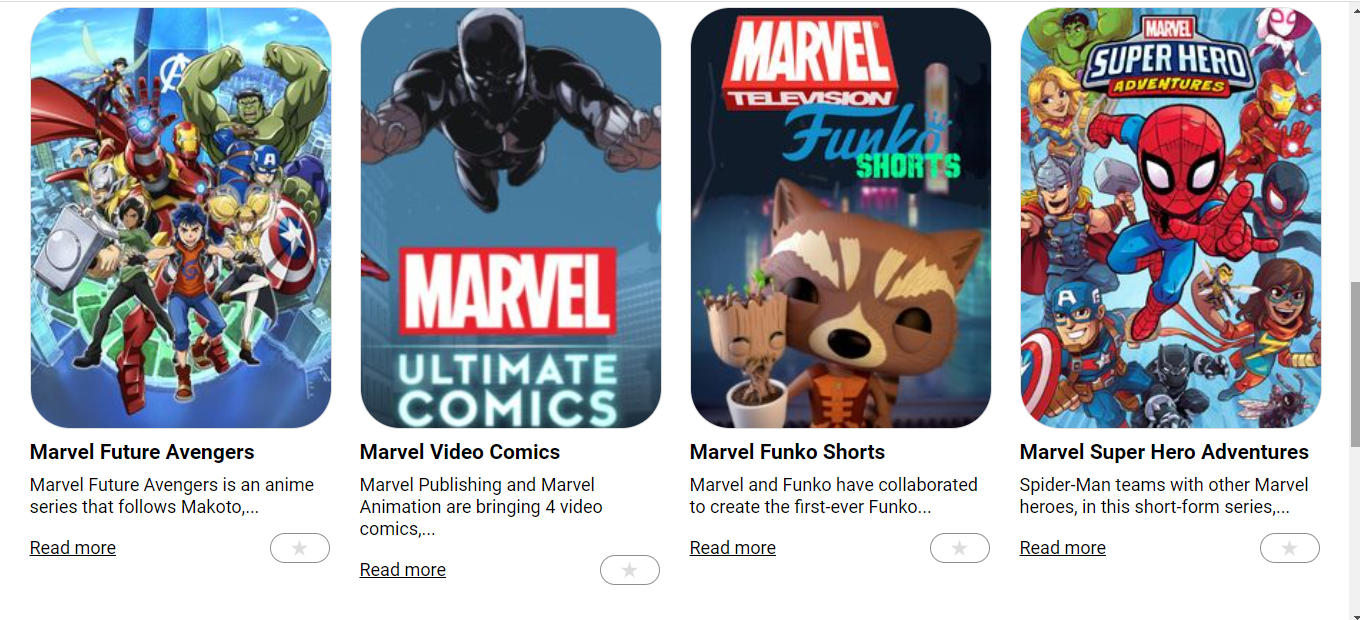 MARVEL
TELEVISION
Funko
SHORTS
MARVEL
SUPER HERO
ADVENTURES
MARVEL
ULTIMATE
COMICS
Marvel Future Avengers
Marvel Future Avengers is an anime
series that follows Makoto,...
Read more
Marvel Video Comics
Marvel Publishing and Marvel
Animation are bringing 4 video
comics,...
Read more
Marvel Funko Shorts
Marvel and Funko have collaborated
to create the first-ever Funko...
Read more
Marvel Super Hero Adventures
Spider-Man teams with other Marvel
heroes, in this short-form series,...
Read more